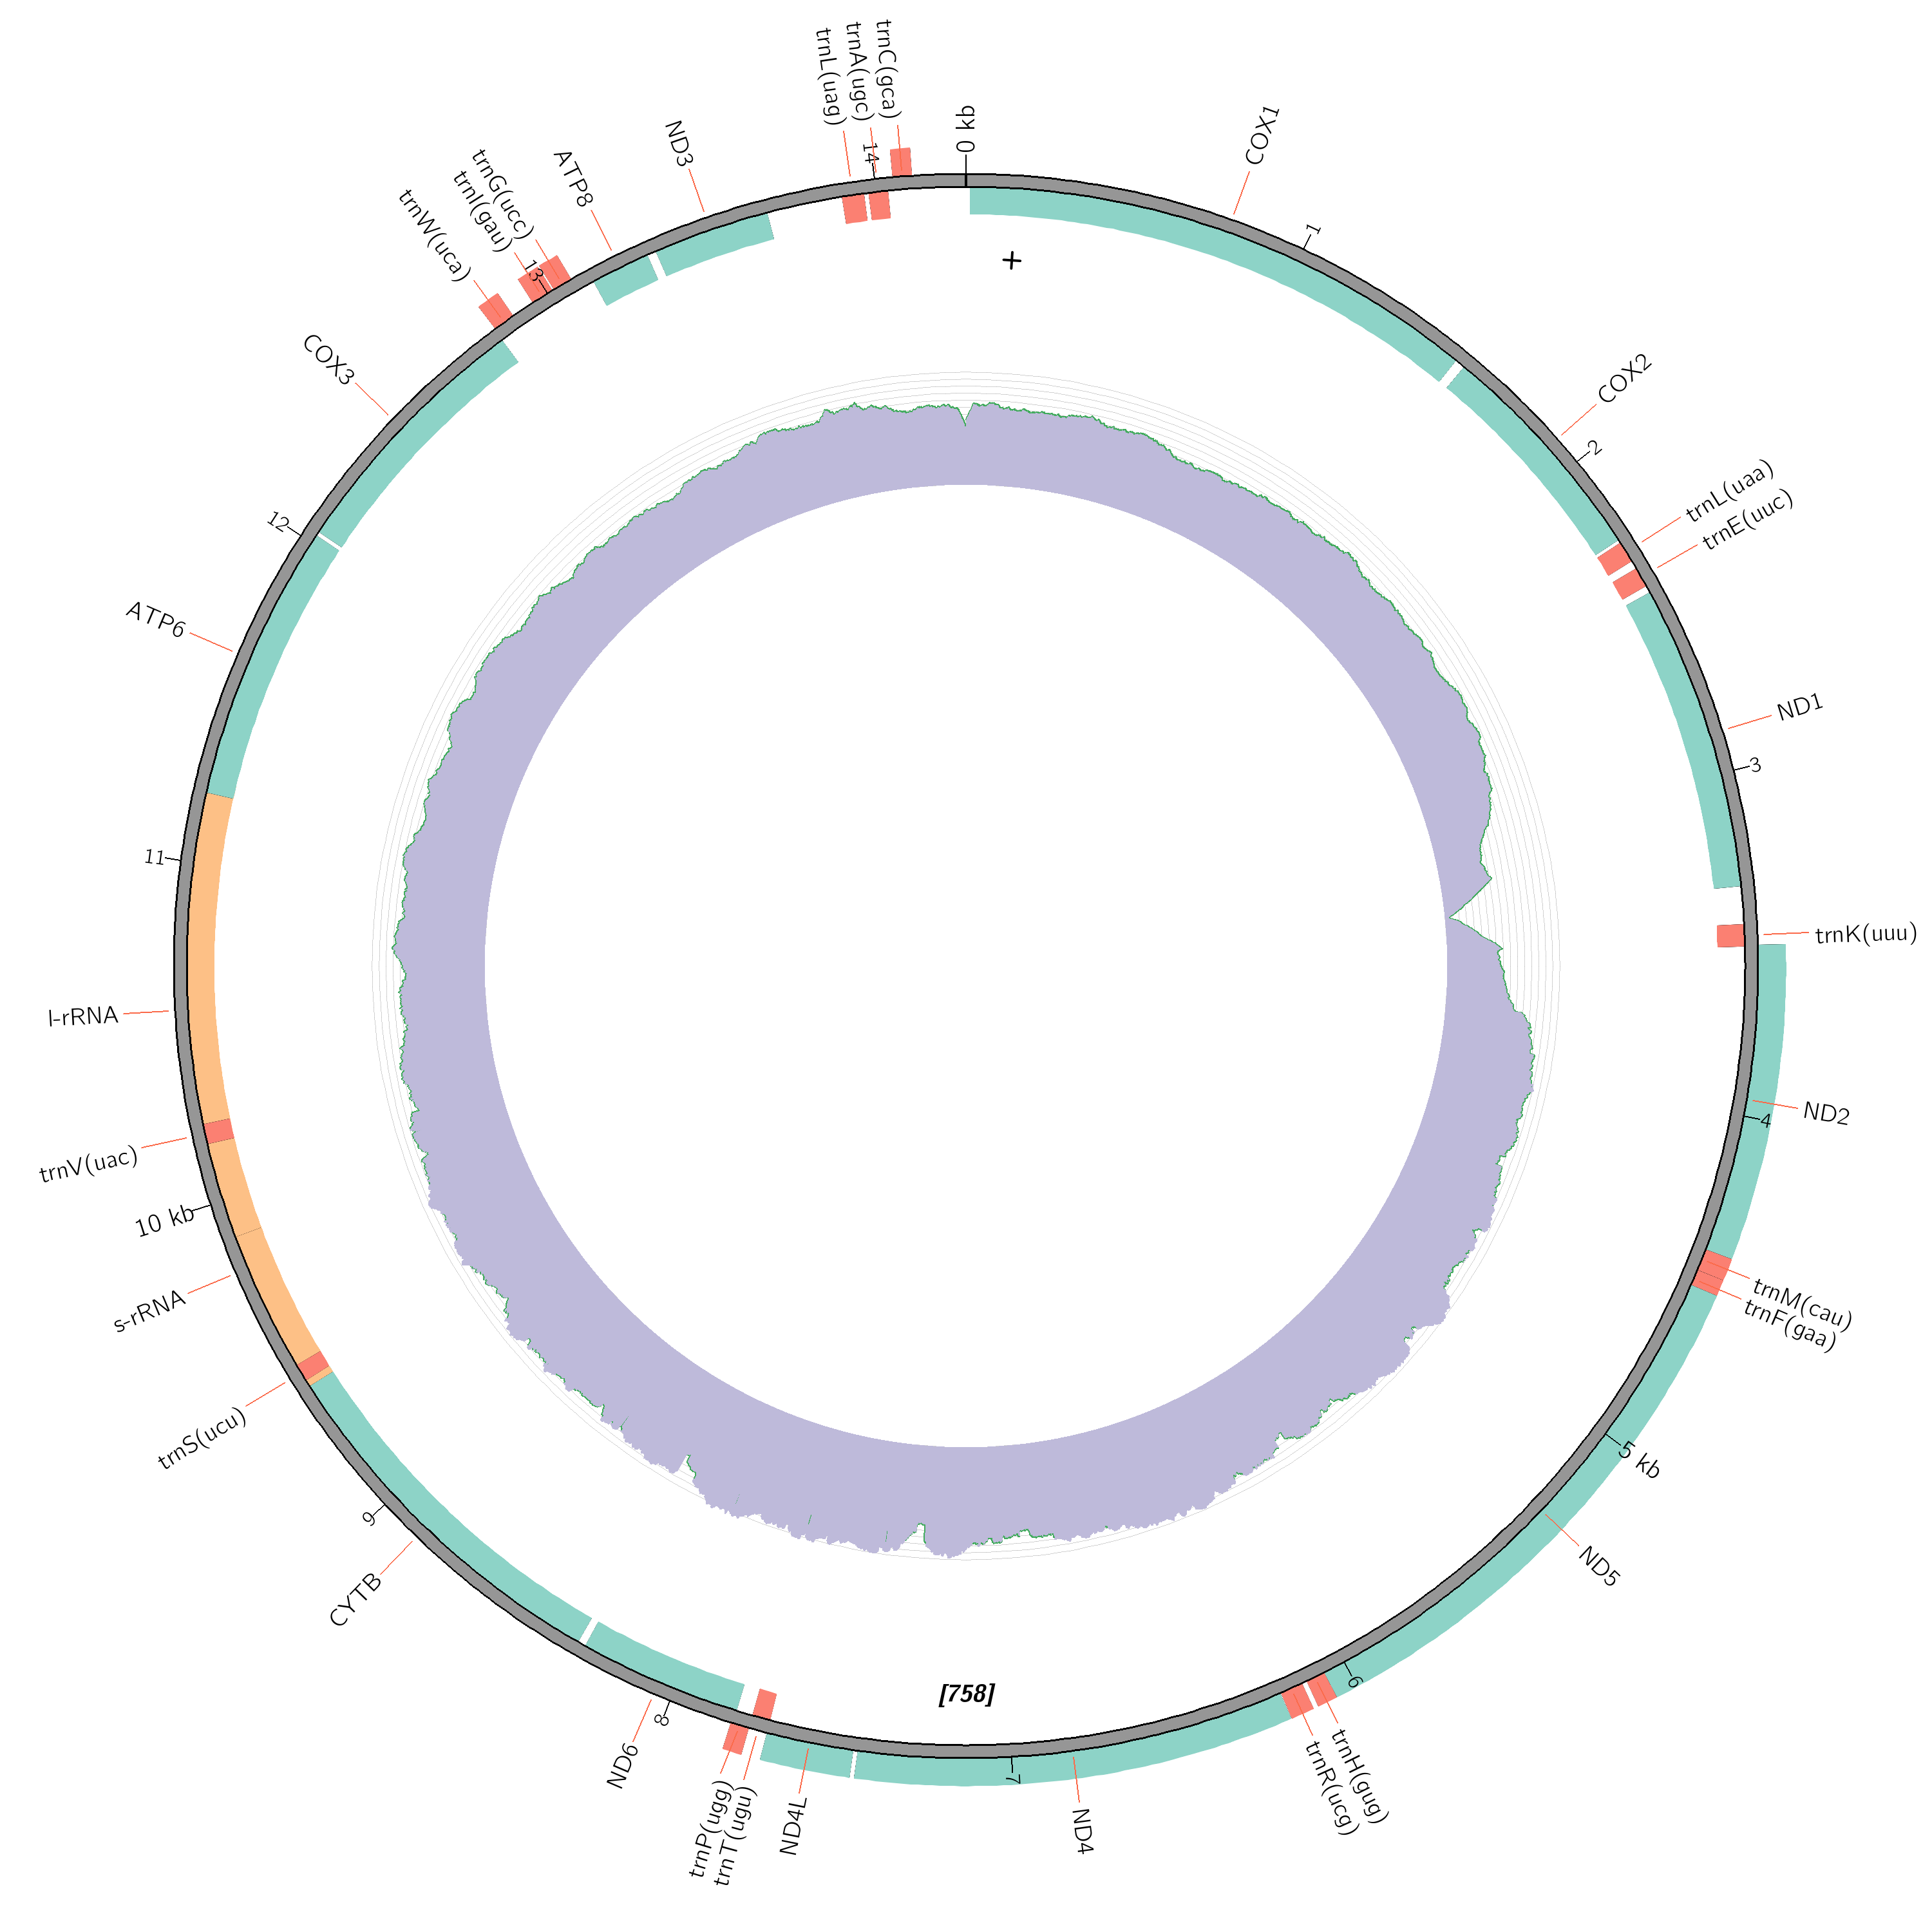 0 kb
COX1
1
COX2
2
trnL(uaa)
trnE(uuc)
ND1
3
trnK(uuu)
ND2
4
trnM(cau)
trnF(gaa)
5 kb
ND5
6
trnH(gug)
trnR(ucg)
ND4
7
ND4L
trnT(ugu)
trnP(ugg)
ND6
8
CYTB
9
trnS(ucu)
s-rRNA
10 kb
trnV(uac)
l-rRNA
11
ATP6
12
COX3
trnW(uca)
trnI(gau)
13
trnG(ucc)
ATP8
ND3
trnL(uag)
14
trnA(ugc)
trnC(gca)
+
[758]